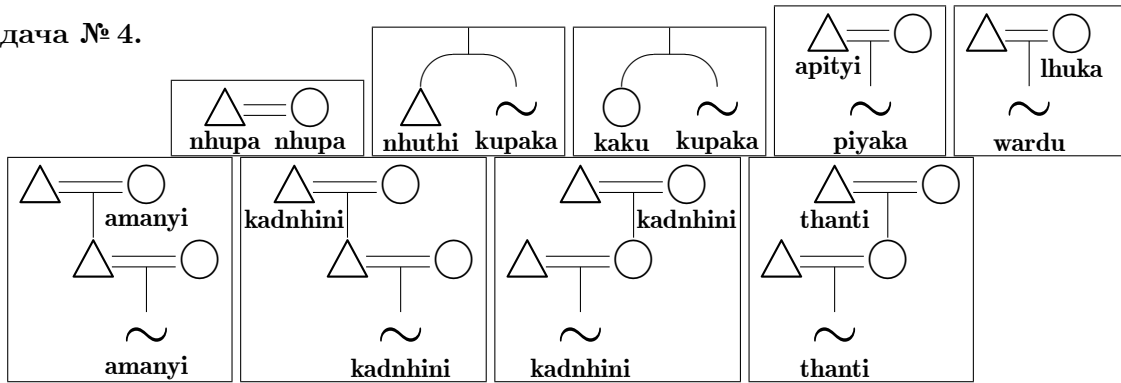 дача № 4.
apityi
lhuka
nhupa nhupa
nhuthi kupaka
kaku kupaka
piyaka
wardu
amanyi
kadnhini
kadnhini
thanti
amanyi
kadnhini
kadnhini
thanti